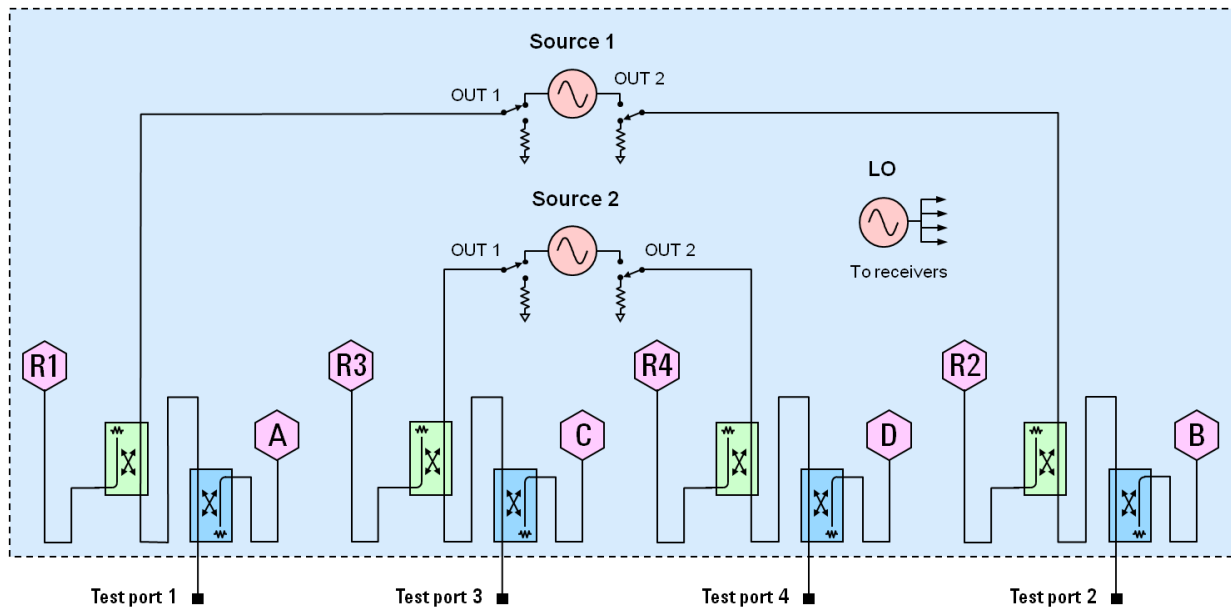 Source 1
OUT 1
OUT 2
LO
Source 2
OUT 1
OUT 2
To receivers
R1
R3
R4
R2
A
C
D
B
Test port 1
Test port 3
Test port 4
Test port 2